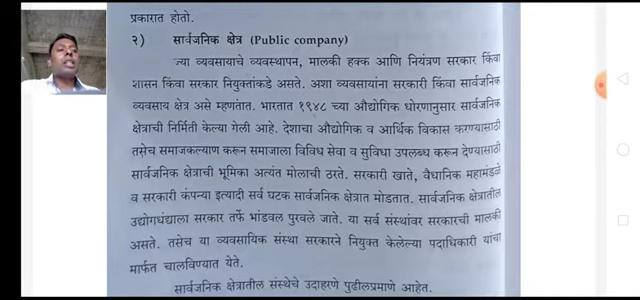 प्रकारात होतो.
२) सार्वजनिक क्षेत्र (Public company)
ज्या व्यवसायाचे व्यवस्थापन, मालकी हक्क आणि नियंत्रण सरकार किंवा
शासन किंवा सरकार नियुक्तांकडे असते. अशा व्यवसायांना सरकारी किंवा सार्वजनिक
व्यवसाय क्षेत्र असे म्हणतात. भारतात १९४८ च्या औद्योगिक धोरणानुसार सार्वजनिक
क्षेत्राची निर्मिती केल्या गेली आहे. देशाचा औद्योगिक व आर्थिक विकास करण्यासाठी
तसेच समाजकल्याण करून समाजाला विविध सेवा व सुविधा उपलब्ध करून देण्यासाठी
सार्वजनिक क्षेत्राची भूमिका अत्यंत मोलाची ठरते. सरकारी खाते, वैधानिक महामंडळे
व सरकारी कंपन्या इत्यादी सर्व घटक सार्वजनिक क्षेत्रात मोडतात. सार्वजनिक क्षेत्रातील
उद्योगधंद्याला सरकार तर्फे भांडवल पुरवले जाते. या सर्व संस्थांवर सरकारची मालकी
असते. तसेच या व्यवसायिक संस्था सरकारने नियुक्त केलेल्या पदाधिकारी यांचा
मार्फत चालविण्यात येते.
सार्वजनिक क्षेत्रातील संस्थेचे उदाहरणे पुढीलप्रमाणे आहेत.